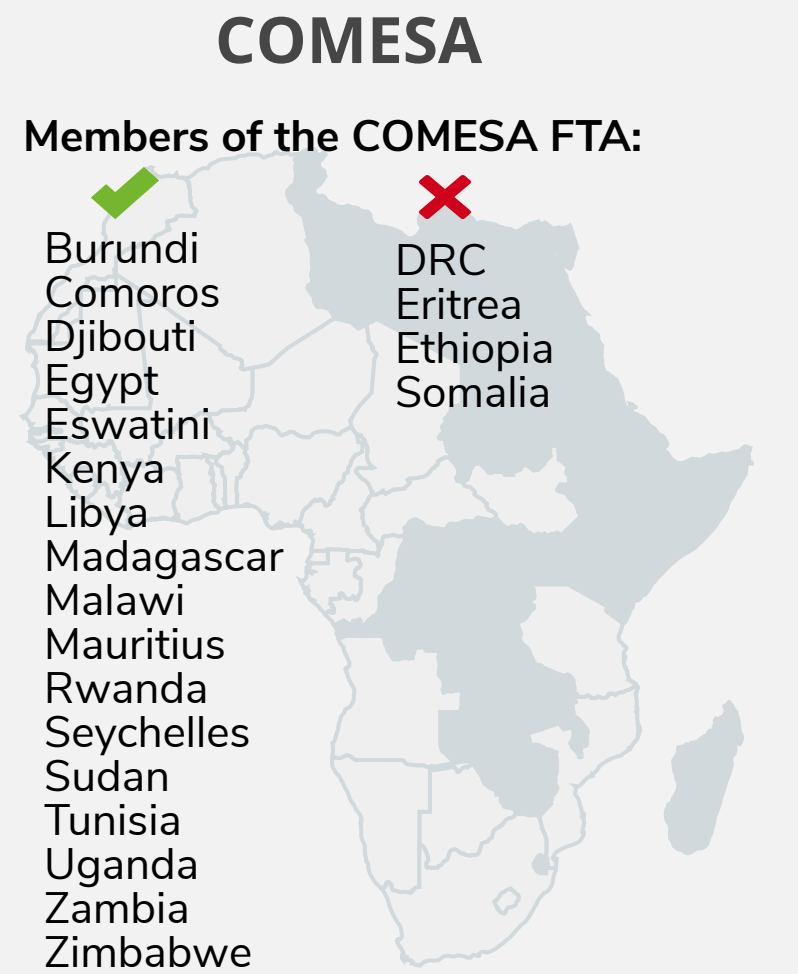 COMESA
Members of the COMESA FTA:
Burundi
Comoros
Djibouti
Egypt
Eswatini
Kenya
Libya
Madagascar
Malawi
Mauritius
Rwanda
Seychelles
Sudan
Tunisia
Uganda
Zambia
Zimbabwe
DRC
Eritrea
Ethiopia
Somalia